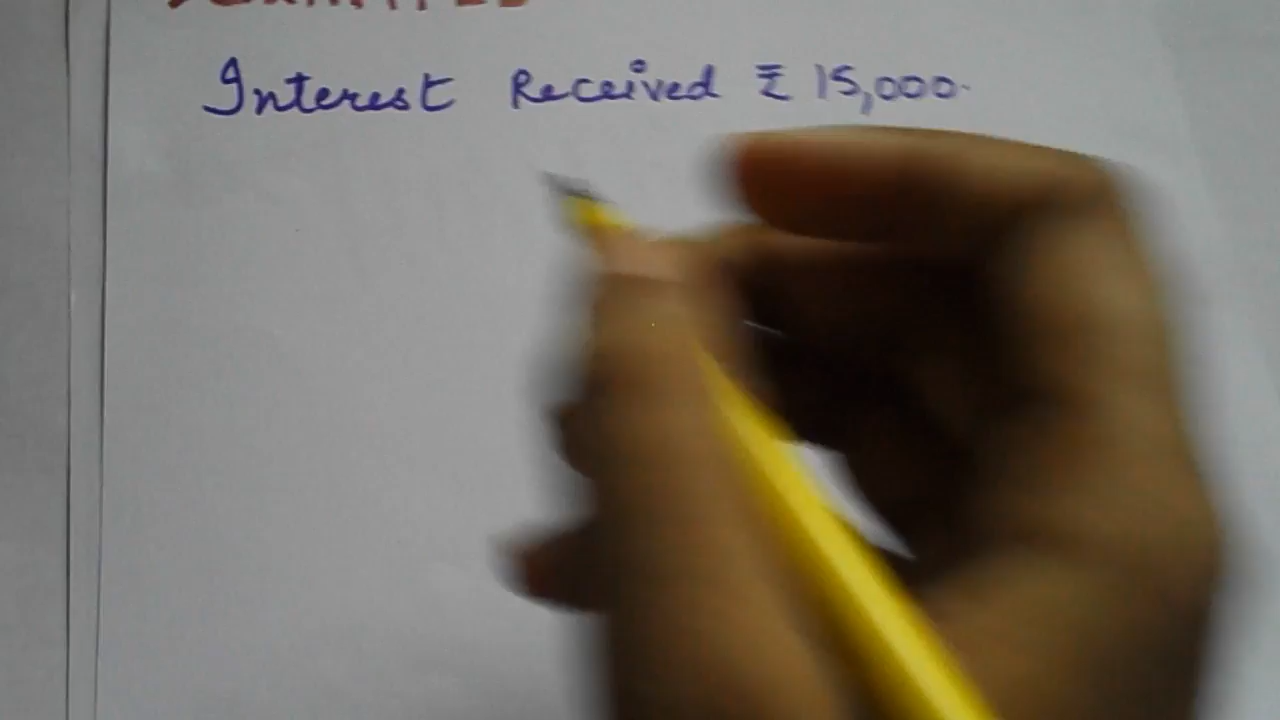 Interest Received ₹ 15,000.